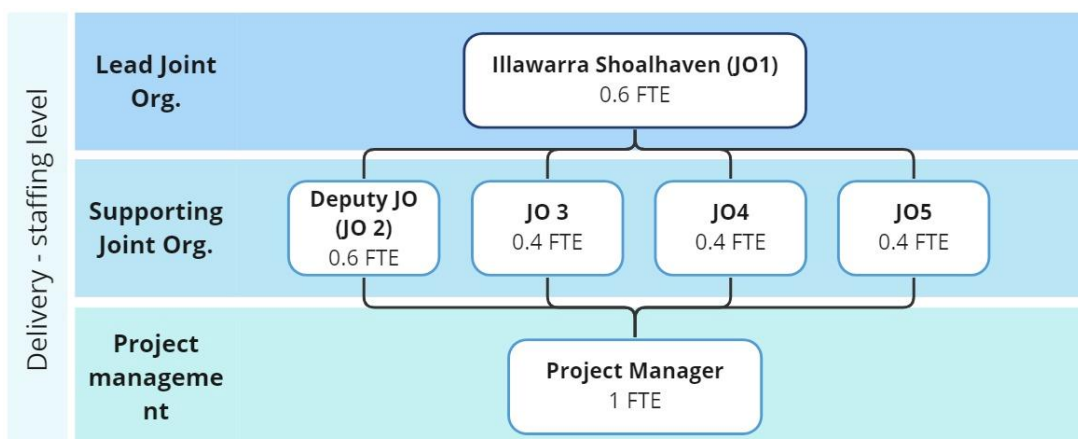 Delivery - staffing level
Lead Joint
Org.
Illawarra Shoalhaven (JO1)
0.6 FTE
Supporting
Joint Org.
Deputy JO
(JO 2)
0.6 FTE
JO 3
0.4 FTE
JO4
0.4 FTE
JO5
0.4 FTE
Project
manageme
nt
Project Manager
1 FTE